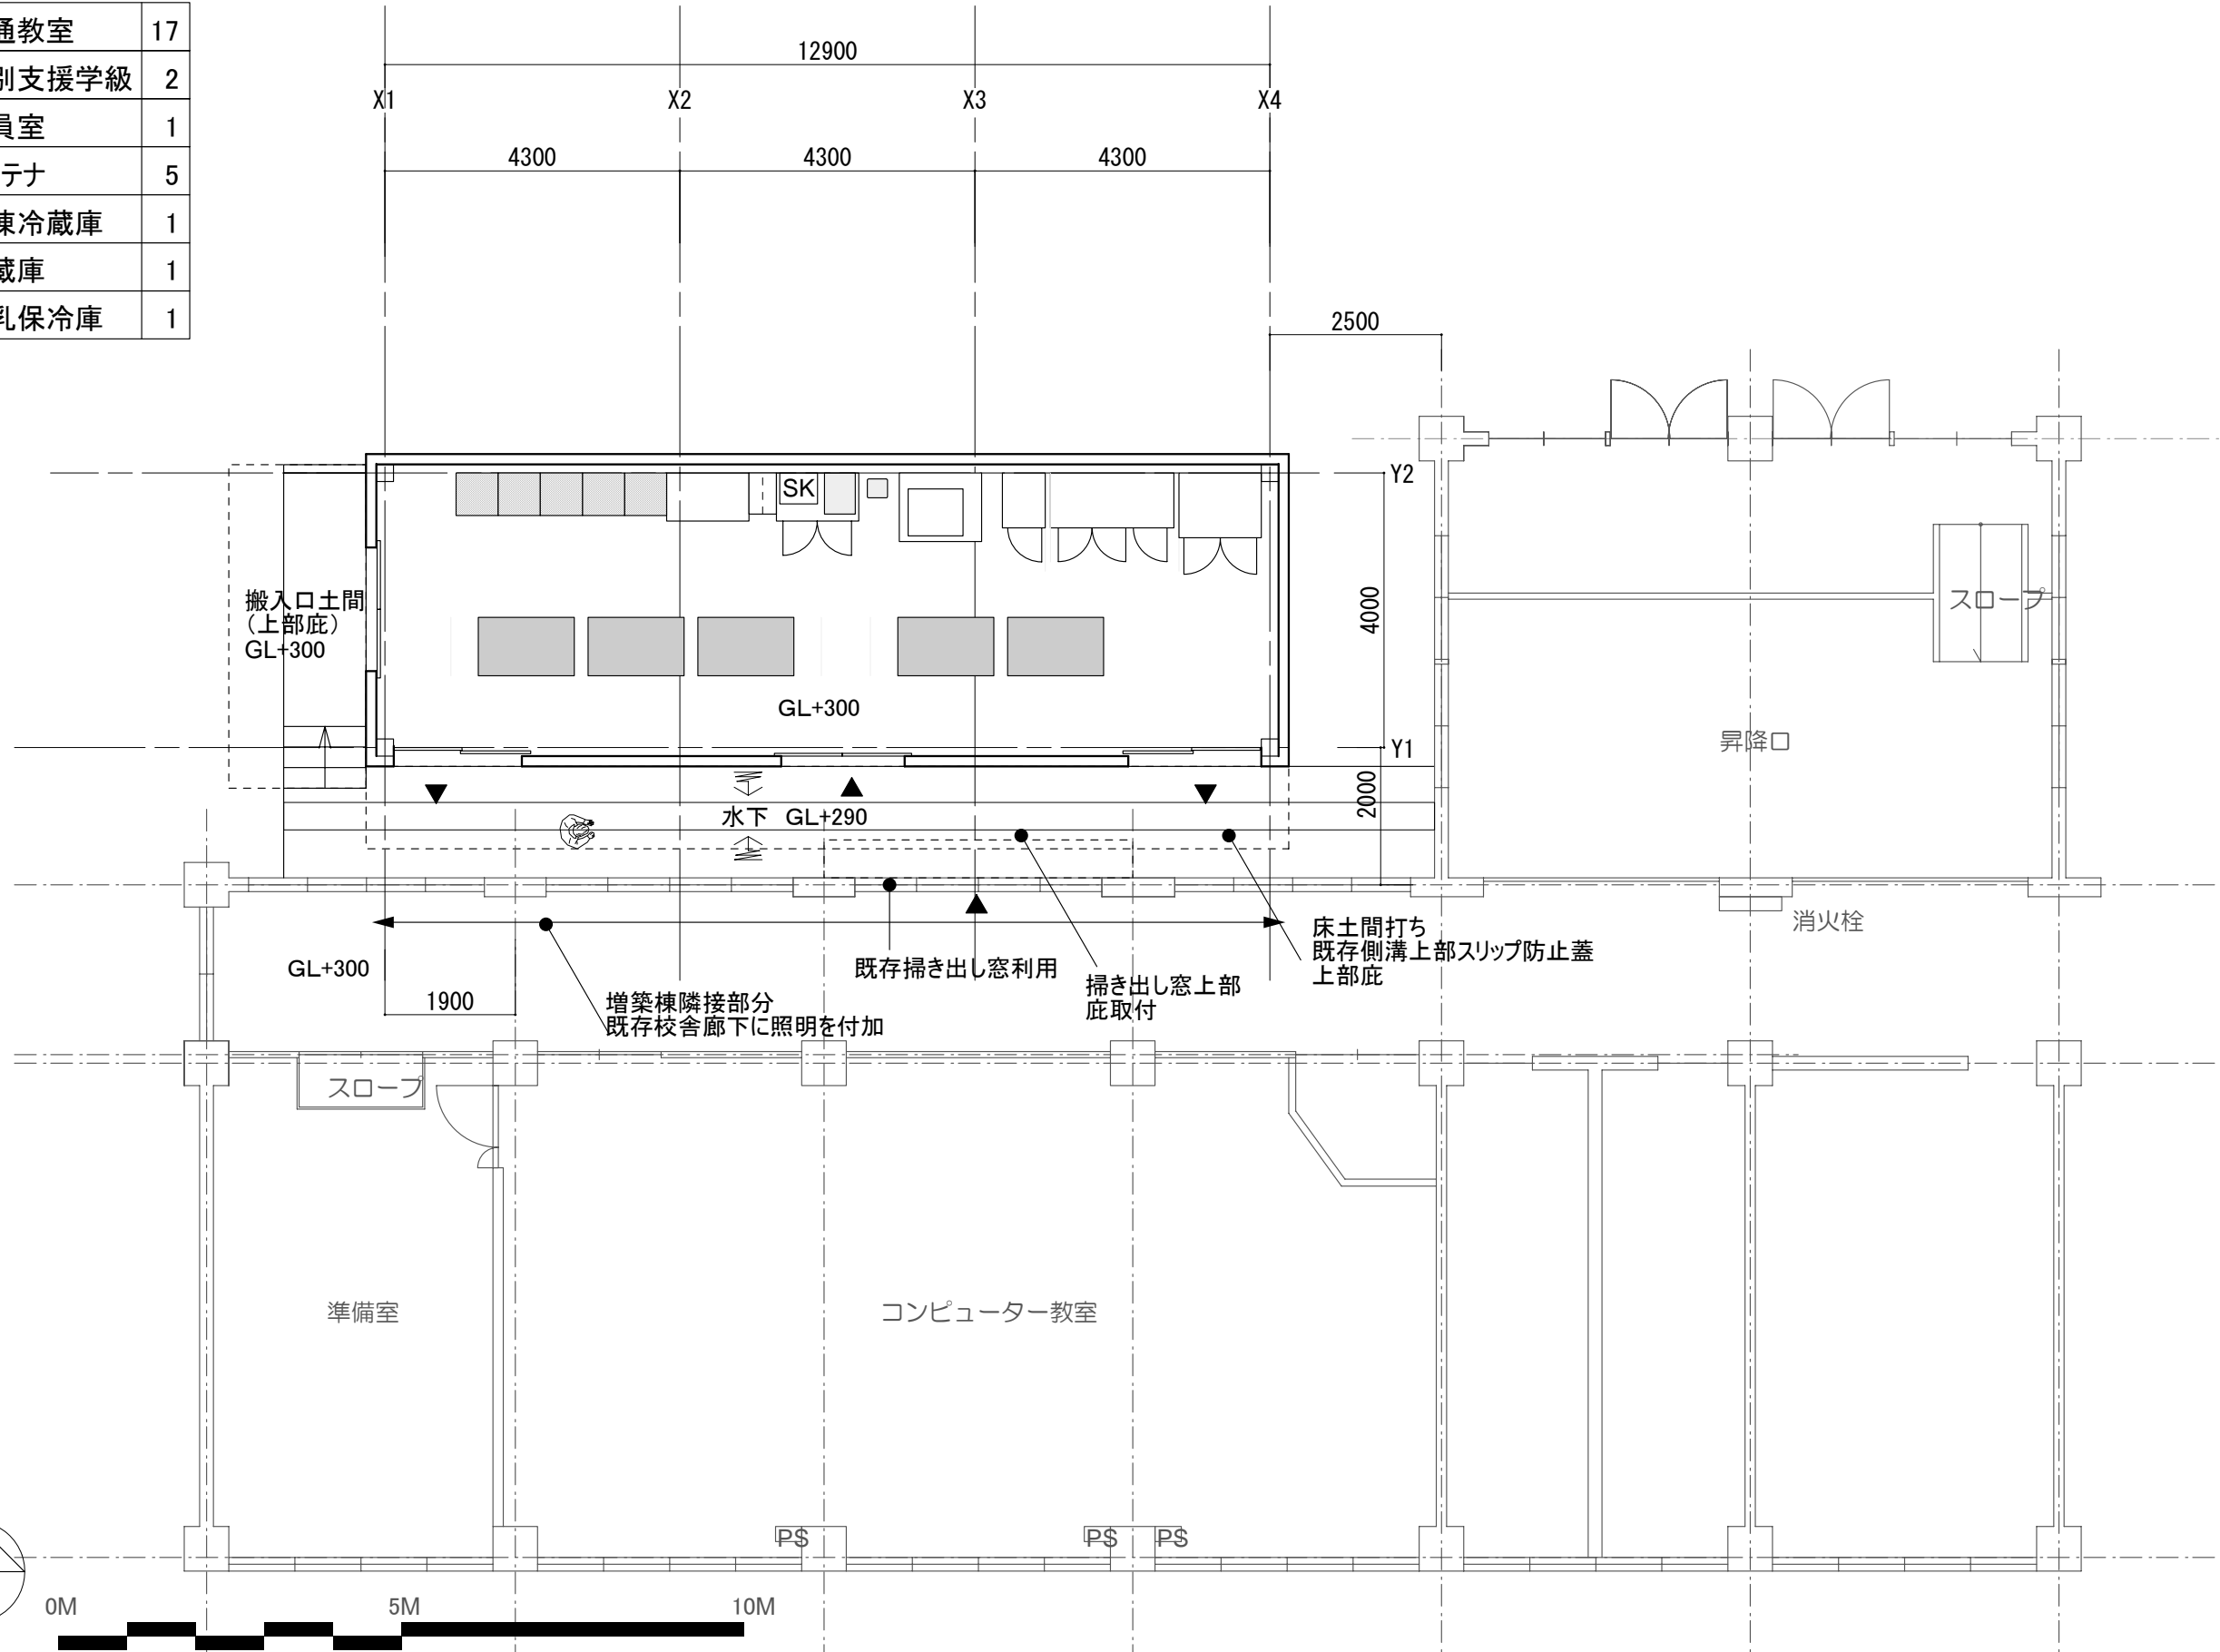 通教室 17
別支援学級 2
員室 1
テナ 5
東冷蔵庫 1
蔵庫 1
乳保冷庫 1
12900
X1 X2 X3 X4
4300 4300 4300
2500
SK
Y2
搬入口土間
（上部庇）
GL+300
4000
スロープ
GL+300
昇降口
Y1
2000
水下 GL+290
消火栓
床土間打ち
既存側溝上部スリップ防止蓋
上部庇
GL+300
既存掃き出し窓利用
掃き出し窓上部
庇取付
1900
増築棟隣接部分
既存校舎廊下に照明を付加
スロープ
準備室
コンピューター教室
PS PS PS
0M 5M 10M